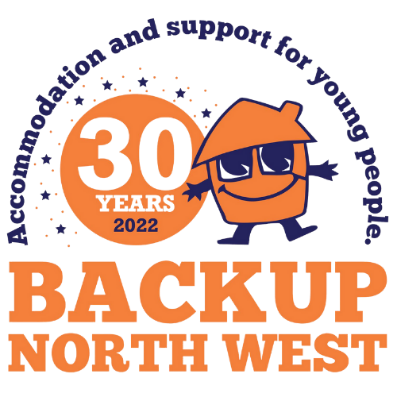 Accommodation and support for young people.
30
YEARS
2022
BACKUP
NORTH WEST